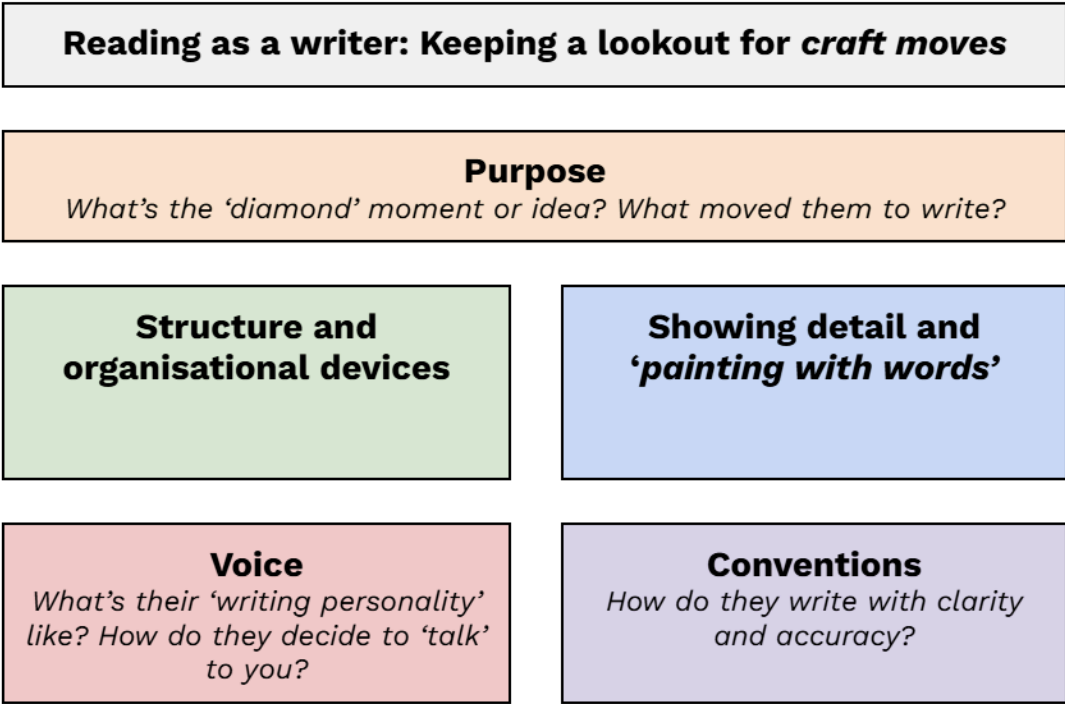 Reading as a writer: Keeping a lookout for craft moves
Purpose
What’s the ‘diamond’ moment or idea? What moved them to write?
Structure and
organisational devices
Showing detail and
‘painting with words’
Voice
What’s their ‘writing personality’
like? How do they decide to ‘talk’
to you?
Conventions
How do they write with clarity
and accuracy?